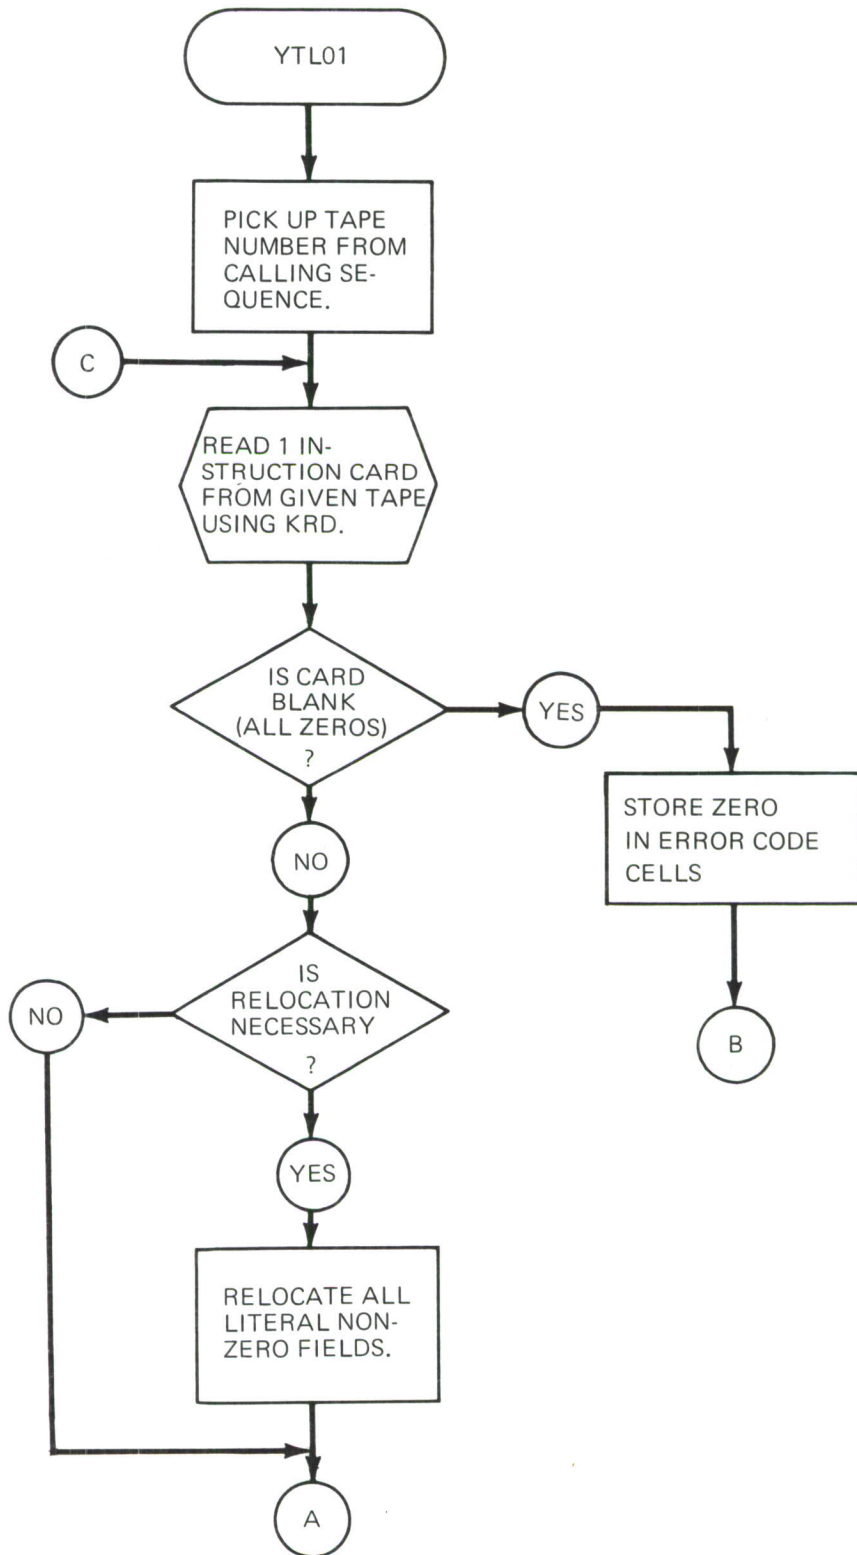 YTL01
PICK UP TAPE
NUMBER FROM
CALLING SE-
QUENCE.
C
READ 1 IN-
STRUCTION CARD
FROM GIVEN TAPE
USING KRD.
IS CARD
BLANK
(ALL ZEROS)
?
YES
STORE ZERO
IN ERROR CODE
CELLS
B
NO
IS
RELOCATION
NECESSARY
?
NO
YES
RELOCATE ALL
LITERAL NON-
ZERO FIELDS.
A